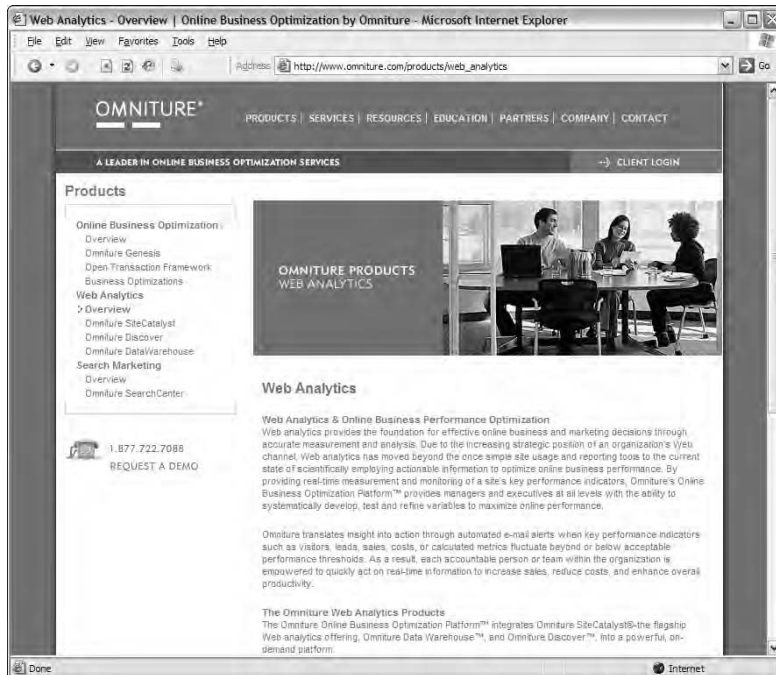 Web Analytics - Overview | Online Business Optimization by Omniture - Microsoft Internet Explorer
File Edit View Favorites Tools Help
Address http://www.omniture.com/products/web_analytics Go
OMNITURE®
PRODUCTS | SERVICES | RESOURCES | EDUCATION | PARTNERS | COMPANY | CONTACT
A LEADER IN ONLINE BUSINESS OPTIMIZATION SERVICES
CLIENT LOGIN
Products
Online Business Optimization
Overview
Omniture Genesis
Open Transaction Framework
Business Optimizations
Web Analytics
> Overview
Omniture SiteCatalyst
Omniture Discover
Omniture DataWarehouse
Search Marketing
Overview
Omniture SearchCenter
1.877.722.7088
REQUEST A DEMO
OMNITURE PRODUCTS
WEB ANALYTICS
Web Analytics
Web Analytics & Online Business Performance Optimization
Web analytics provides the foundation for effective online business and marketing decisions through
accurate measurement and analysis. Due to the increasing strategic position of an organization's Web
channel, Web analytics has moved beyond the once simple site usage and reporting tools to the current
state of scientifically employing actionable information to optimize online business performance. By
providing real-time measurement and monitoring of a site's key performance indicators, Omniture's Online
Business Optimization Platform™ provides managers and executives at all levels with the ability to
systematically develop, test and refine variables to maximize online performance.
Omniture translates insight into action through automated e-mail alerts when key performance indicators
such as visitors, leads, sales, costs, or calculated metrics fluctuate beyond or below acceptable
performance thresholds. As a result, each accountable person or team within the organization is
empowered to quickly act on real-time information to increase sales, reduce costs, and enhance overall
productivity.
The Omniture Web Analytics Products
The Omniture Online Business Optimization Platform™ integrates Omniture SiteCatalyst®-the flagship
Web analytics offering, Omniture Data Warehouse™, and Omniture Discover™, into a powerful, on-
demand platform.
Done
Internet